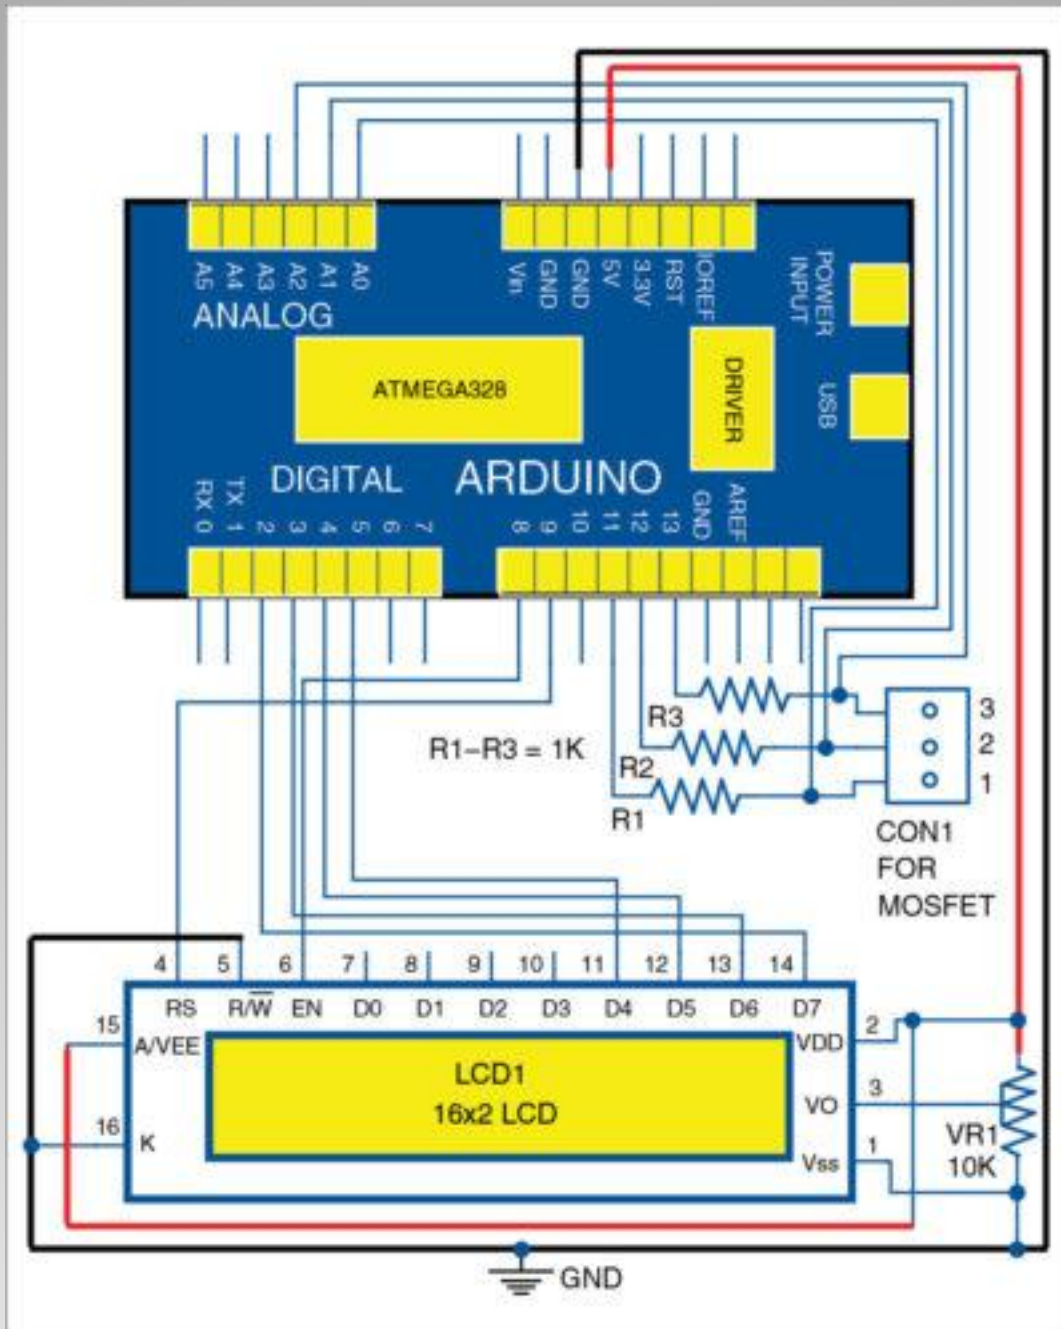 A5 A4 A3 A2 A1 A0
Vin GND GND 5V 3.3V RST IOREF
POWER
INPUT
ANALOG
ATMEGA328
DRIVER
USB
DIGITAL
ARDUINO
RX 0 TX 1 2 3 4 5 6 7
8 9 10 11 12 13 GND AREF
R3
R1–R3 = 1K
R2
R1
3
2
1
CON1
FOR
MOSFET
4 5 6 7 8 9 10 11 12 13 14
RS R/W̅ EN D0 D1 D2 D3 D4 D5 D6 D7
15
A/VEE
VDD
2
LCD1
16x2 LCD
VO
3
16
K
Vss
1
VR1
10K
GND